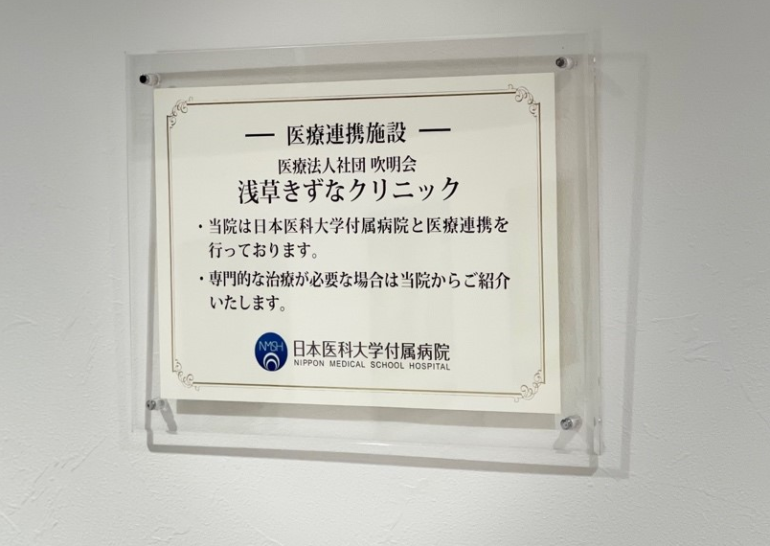 — 医療連携施設 —
医療法人社団 吹明会
浅草きずなクリニック
・当院は日本医科大学付属病院と医療連携を
行っております。
・専門的な治療が必要な場合は当院からご紹介
いたします。
NMSH 日本医科大学付属病院
NIPPON MEDICAL SCHOOL HOSPITAL